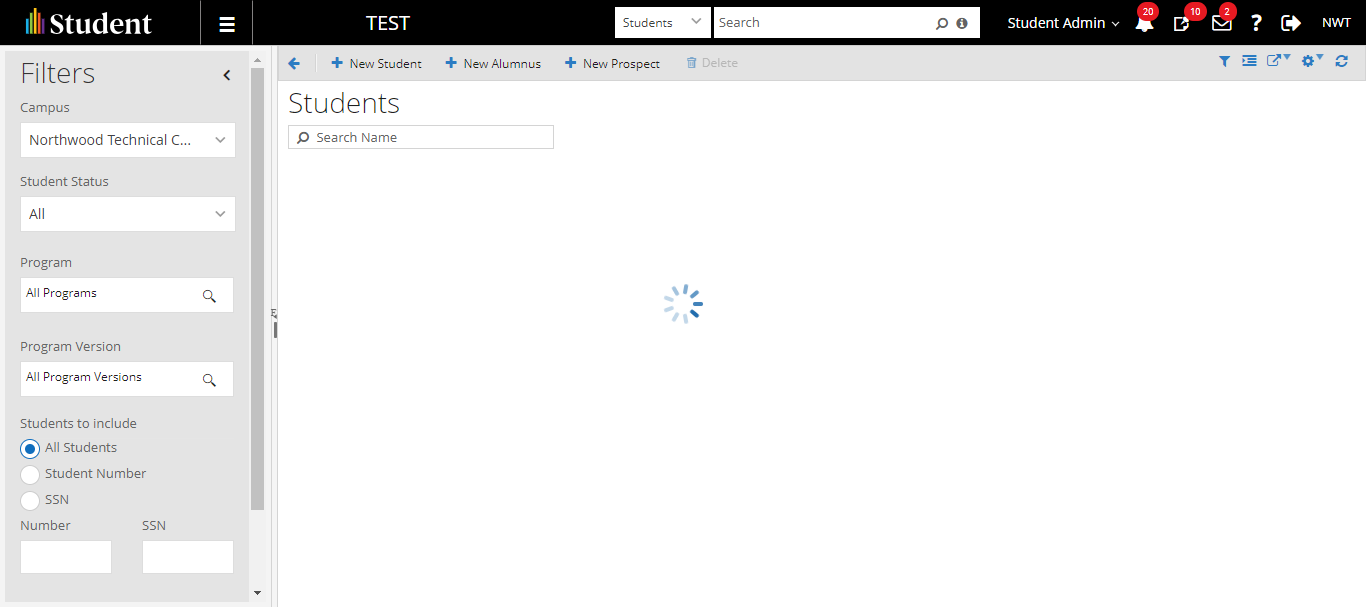 Student
TEST
Students
Search
Student Admin
20
10
2
?
NWT
Filters
Campus
Northwood Technical C...
Student Status
All
Program
All Programs
Program Version
All Program Versions
Students to include
All Students
Student Number
SSN
Number
SSN
New Student
New Alumnus
New Prospect
Delete
Students
Search Name